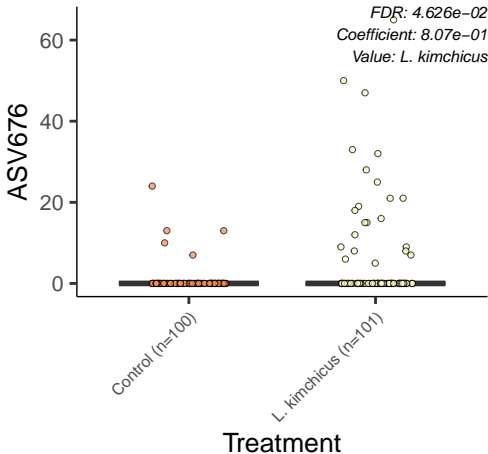 FDR: 4.626e−02
Coefficient: 8.07e−01
Value: L. kimchicus
60
40
20
0
ASV676
Control (n=100)
L. kimchicus (n=101)
Treatment